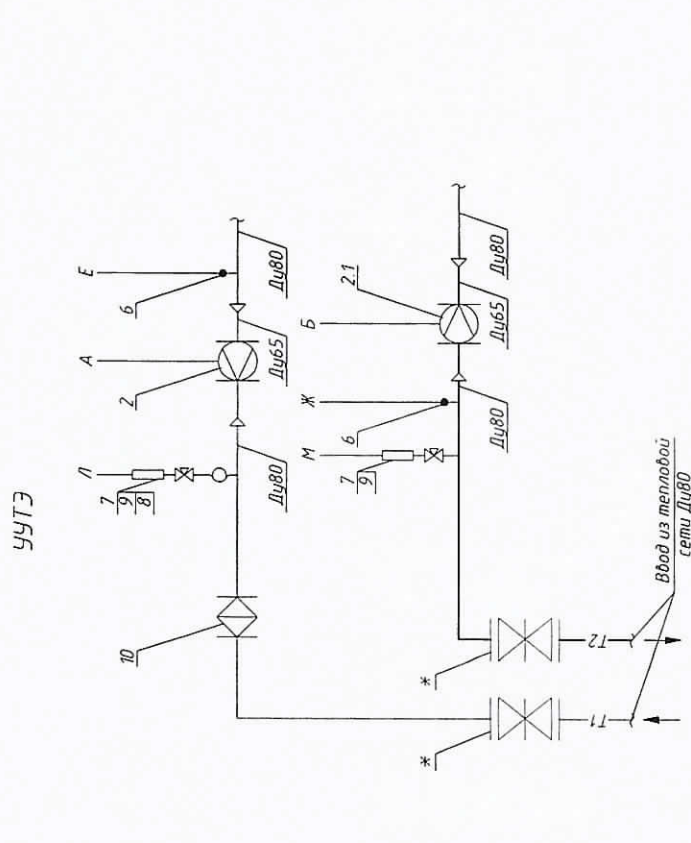 УУТЭ
Л
7
9
8
2
А
6
Е
10
Ду80
Ду65
Ду80
М
7
9
6
Ж
Б
2.1
Ду80
Ду65
Ду80
*
*
Т1
Т2
Ввод из тепловой
сети Ду80